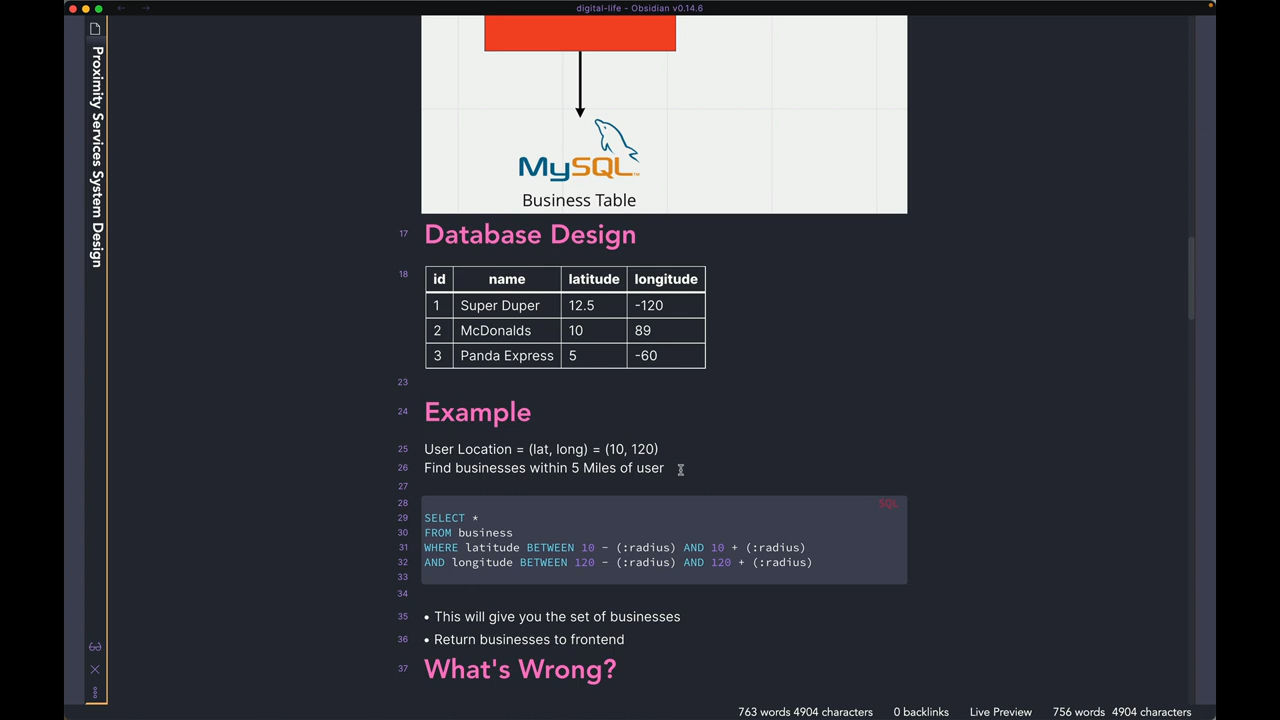 digital-life - Obsidian v0.14.6
Proximity Services System Design
MySQL
Business Table
17 Database Design
18
id name latitude longitude
1 Super Duper 12.5 -120
2 McDonalds 10 89
3 Panda Express 5 -60
23
24 Example
25 User Location = (lat, long) = (10, 120)
26 Find businesses within 5 Miles of user
27
28 SQL
29 SELECT *
30 FROM business
31 WHERE latitude BETWEEN 10 - (:radius) AND 10 + (:radius)
32 AND longitude BETWEEN 120 - (:radius) AND 120 + (:radius)
33
34
35 • This will give you the set of businesses
36 • Return businesses to frontend
37 What's Wrong?
763 words 4904 characters 0 backlinks Live Preview 756 words 4904 characters